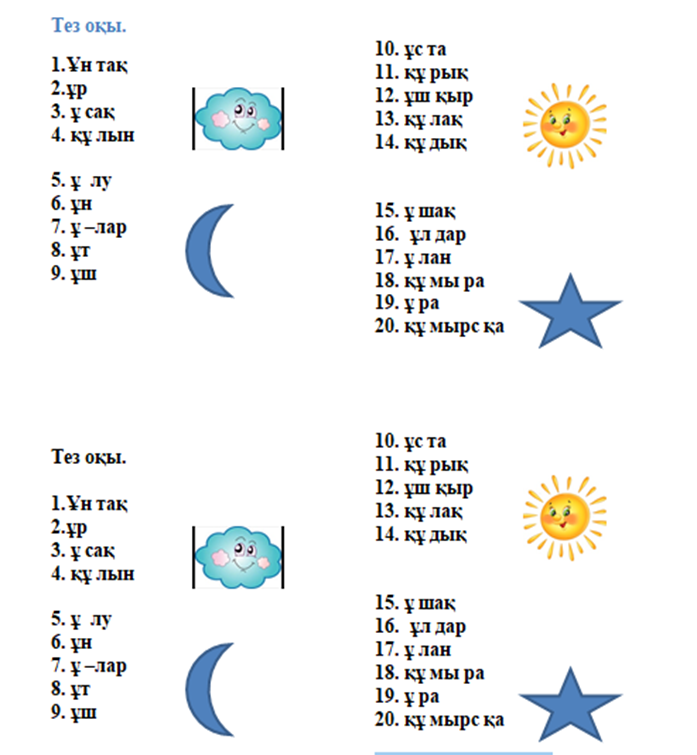 Тез оқы.
1.Ұн тақ
2.ұр
3. ұ сақ
4. құ лын
5. ұ  лу
6. ұн
7. ұ –лар
8. ұт
9. ұш
10. ұс та
11. құ рық
12. ұш қыр
13. құ лақ
14. құ дық
15. ұ шақ
16.  ұл дар
17. ұ лан
18. құ мы ра
19. ұ ра
20. құ мырс қа
Тез оқы.
1.Ұн тақ
2.ұр
3. ұ сақ
4. құ лын
5. ұ  лу
6. ұн
7. ұ –лар
8. ұт
9. ұш
10. ұс та
11. құ рық
12. ұш қыр
13. құ лақ
14. құ дық
15. ұ шақ
16.  ұл дар
17. ұ лан
18. құ мы ра
19. ұ ра
20. құ мырс қа